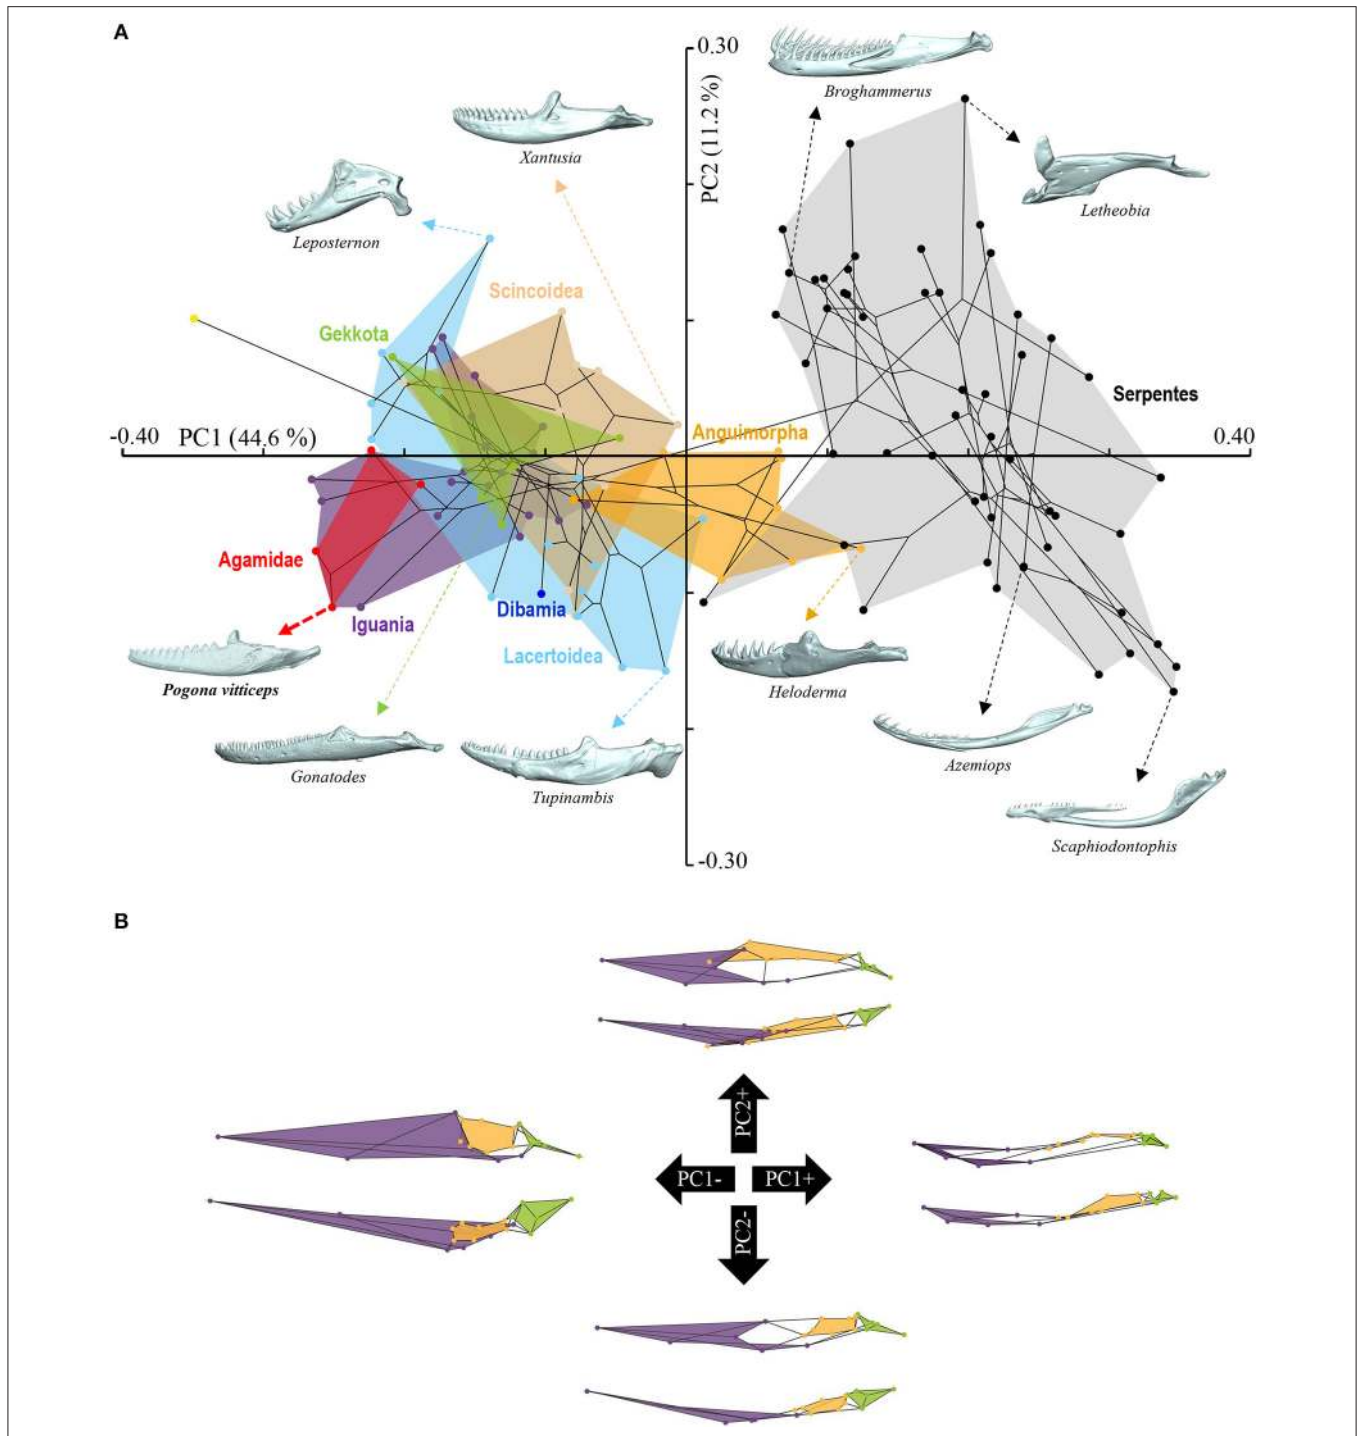 A
0.30
PC2 (11.2 %)
Broghammerus
Xantusia
Letheobia
Leposternon
Scincoidea
Gekkota
Serpentes
-0.40
PC1 (44.6 %)
Anguimorpha
0.40
Agamidae
Iguania
Dibamia
Lacertoidea
Pogona vitticeps
Heloderma
Gonatodes
Tupinambis
Azemiops
Scaphiodontophis
-0.30
B
PC2+
PC1-
PC1+
PC2-